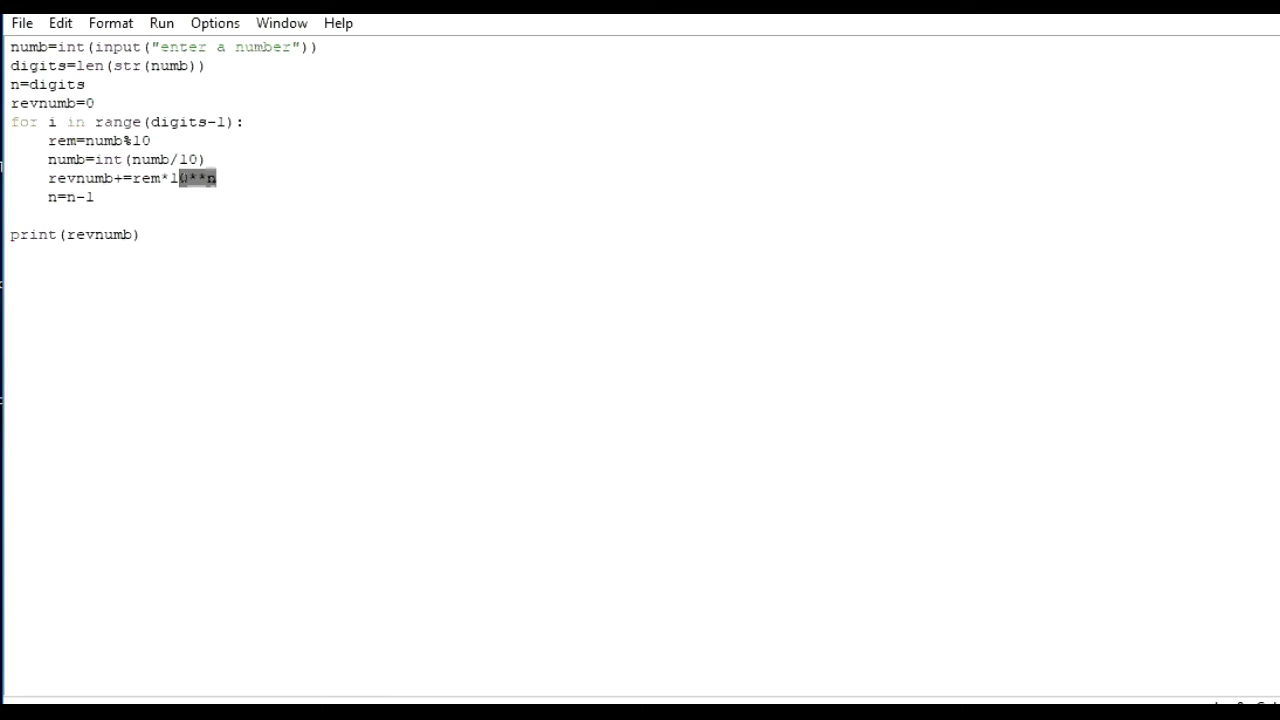 File Edit Format Run Options Window Help
numb=int(input("enter a number"))
digits=len(str(numb))
n=digits
revnumb=0
for i in range(digits-1):
    rem=numb%10
    numb=int(numb/10)
    revnumb+=rem*10**n
    n=n-1
print(revnumb)